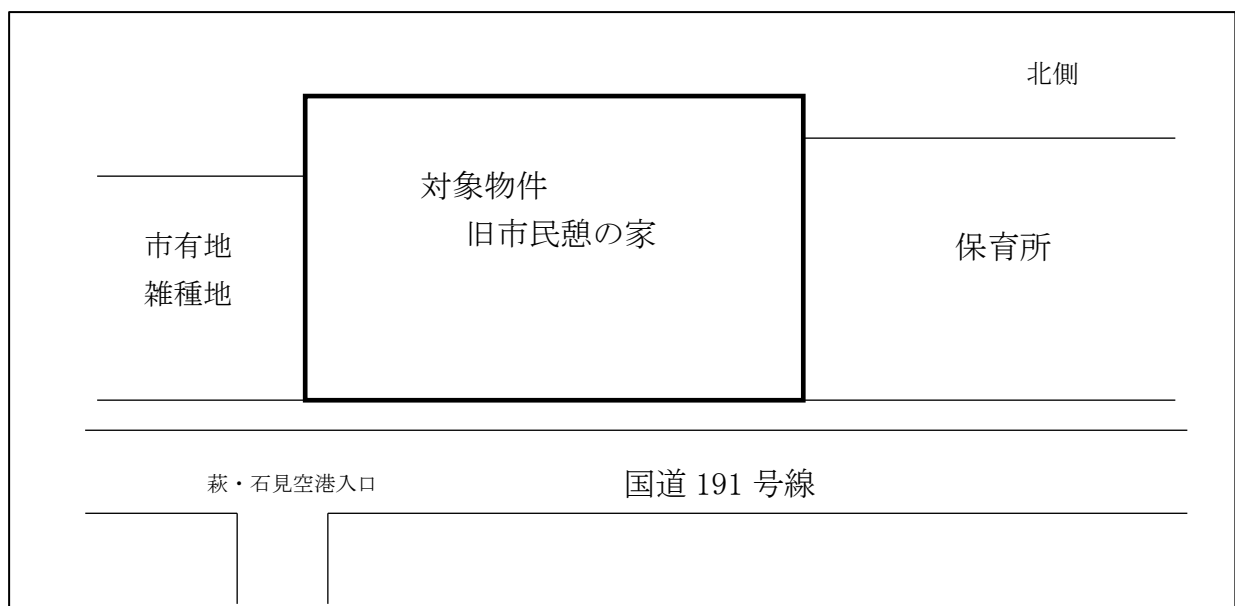 北側
対象物件
旧市民憩の家
市有地
雑種地
保育所
萩・石見空港入口
国道 191 号線